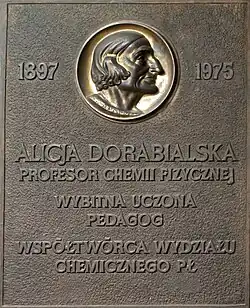 1897 1975
ALICJA DORABIALSKA
PROFESOR CHEMII FIZYCZNEJ
WYBITNA UCZONA
PEDAGOG
WSPÓŁTWÓRCA WYDZIAŁU
CHEMICZNEGO PŁ